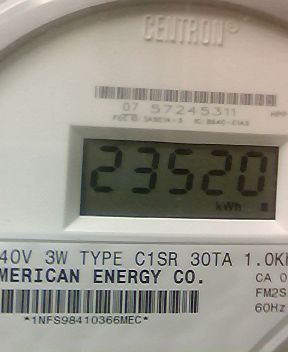 CENTRON®
07 57245311
HPP
23520
kWh
40V 3W TYPE C1SR 30TA 1.0K
MERICAN ENERGY CO.
CA 0
FM2S
60Hz
*1NFS98410366MEC*